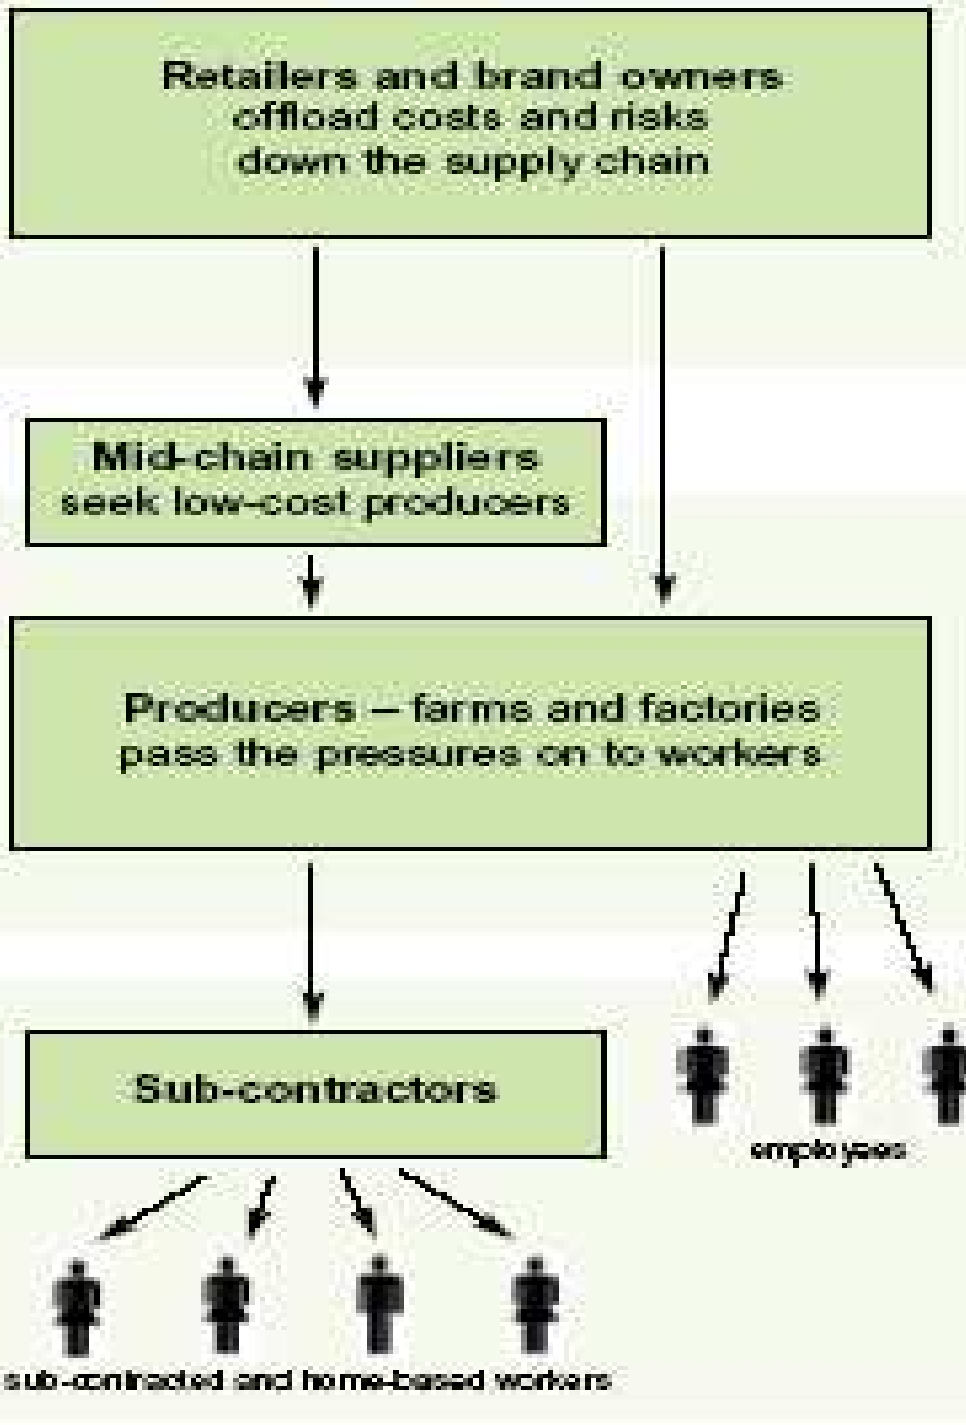 Retailers and brand owners
offload costs and risks
down the supply chain
Mid-chain suppliers
seek low-cost producers
Producers – farms and factories
pass the pressures on to workers
Sub-contractors
employees
sub-contracted and home-based workers